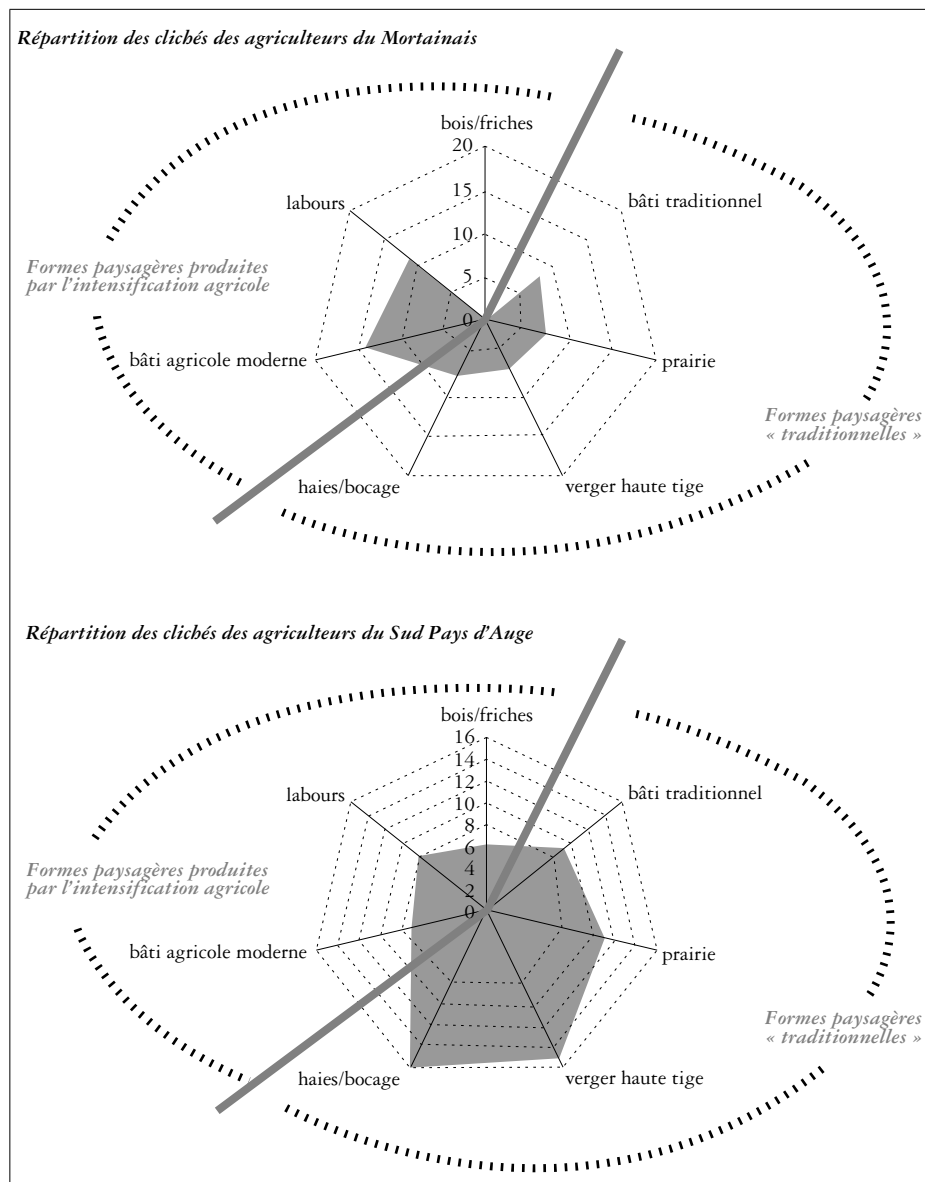 Répartition des clichés des agriculteurs du Mortainais
bois/friches
20
15
10
5
0
labours
bâti traditionnel
Formes paysagères produites
par l'intensification agricole
bâti agricole moderne
prairie
Formes paysagères
« traditionnelles »
haies/bocage
verger haute tige
Répartition des clichés des agriculteurs du Sud Pays d'Auge
bois/friches
16
14
12
10
8
6
4
2
0
labours
bâti traditionnel
Formes paysagères produites
par l'intensification agricole
bâti agricole moderne
prairie
Formes paysagères
« traditionnelles »
haies/bocage
verger haute tige